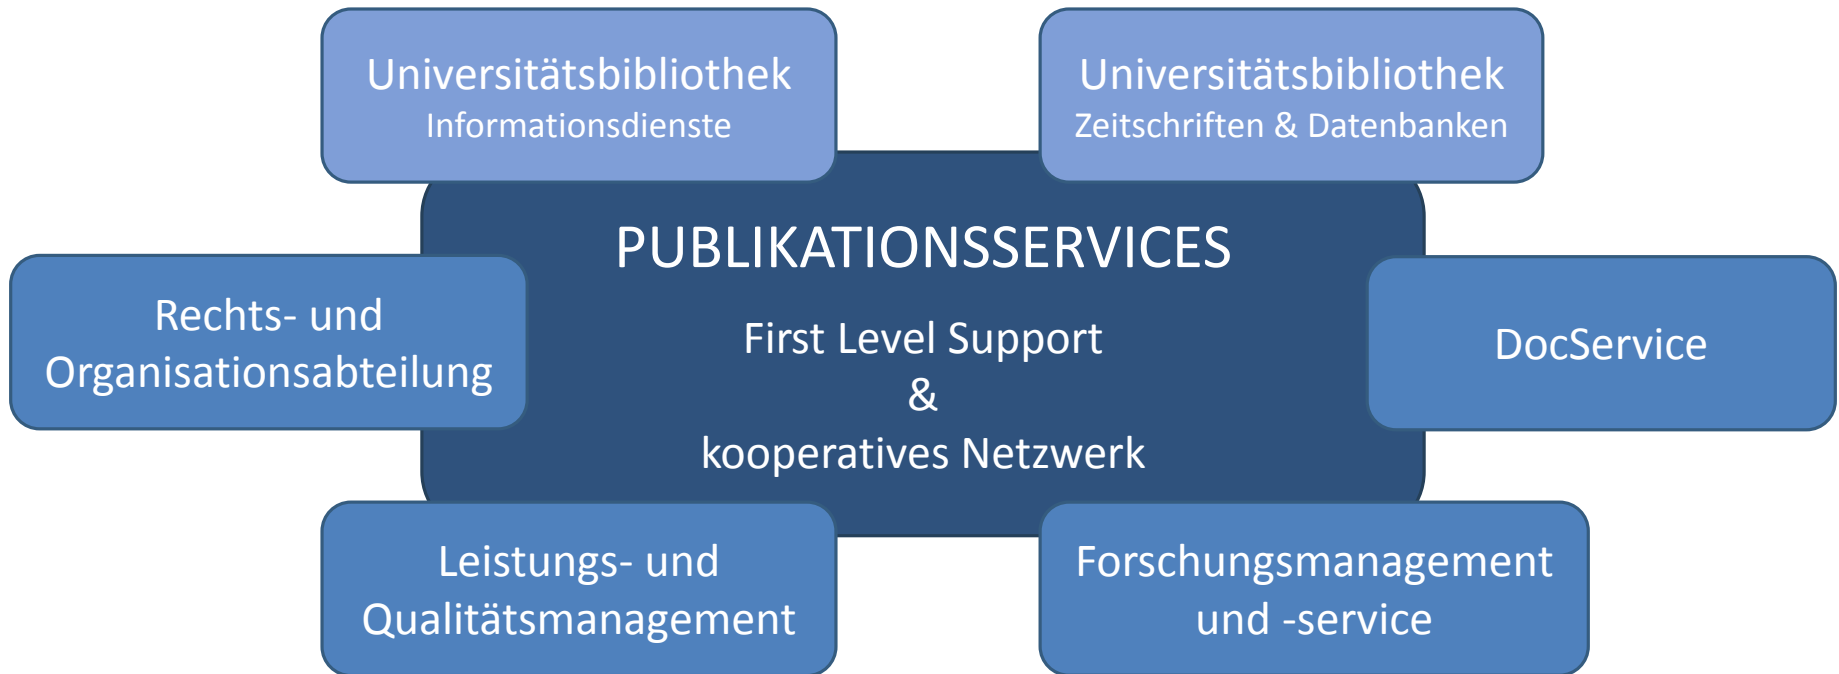 Universitätsbibliothek
Informationsdienste
Universitätsbibliothek
Zeitschriften & Datenbanken
PUBLIKATIONSSERVICES
First Level Support
&
kooperatives Netzwerk
Rechts- und
Organisationsabteilung
DocService
Leistungs- und
Qualitätsmanagement
Forschungsmanagement
und -service